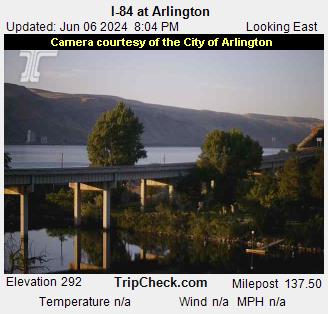 I-84 at Arlington
Updated: Jun 06 2024 8:04 PM Looking East
Camera courtesy of the City of Arlington
Elevation 292 TripCheck.com Milepost 137.50
Temperature n/a Wind n/a MPH n/a